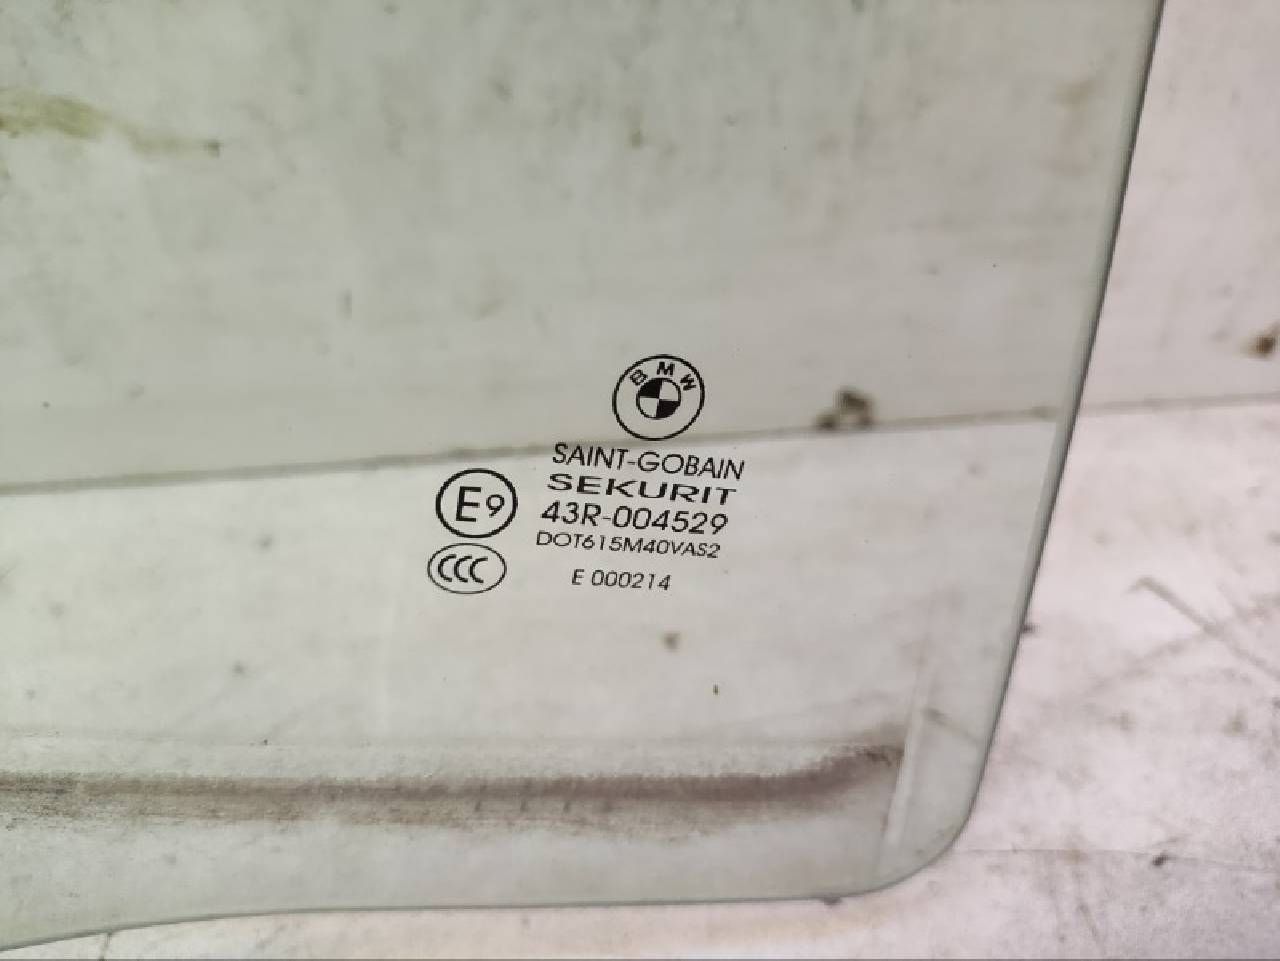 BMW
SAINT-GOBAIN
SEKURIT
E9
43R-004529
DOT615M40VAS2
CCC
E 000214